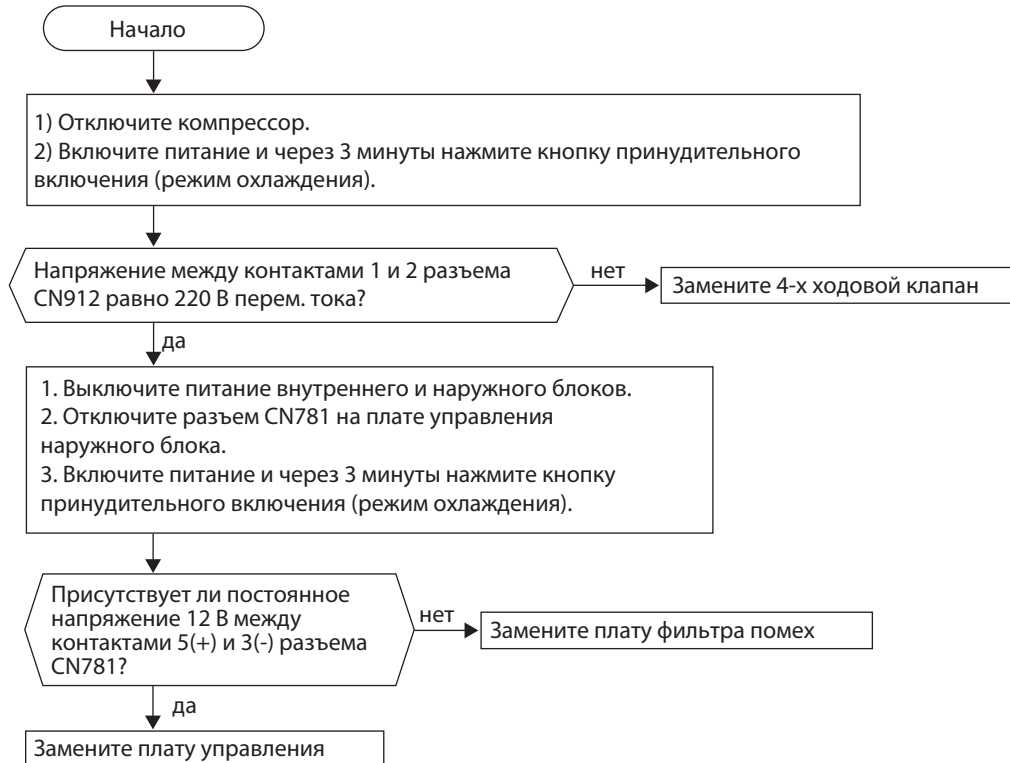 Начало
1) Отключите компрессор.
2) Включите питание и через 3 минуты нажмите кнопку принудительного
включения (режим охлаждения).
Напряжение между контактами 1 и 2 разъема
CN912 равно 220 В перем. тока?
нет
Замените 4-х ходовой клапан
да
1. Выключите питание внутреннего и наружного блоков.
2. Отключите разъем CN781 на плате управления
наружного блока.
3. Включите питание и через 3 минуты нажмите кнопку
принудительного включения (режим охлаждения).
Присутствует ли постоянное
напряжение 12 В между
контактами 5(+) и 3(-) разъема
CN781?
нет
Замените плату фильтра помех
да
Замените плату управления